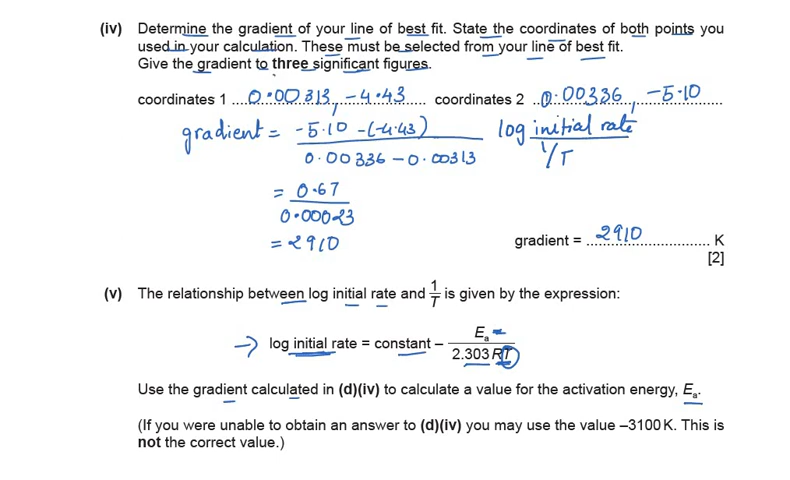 (iv) Determine the gradient of your line of best fit. State the coordinates of both points you
used in your calculation. These must be selected from your line of best fit.
Give the gradient to three significant figures.
coordinates 1 ....0.00313, -4.43.... coordinates 2 ..0.00336, -5.10....
gradient = -5.10 -(-4.43) / 0.00336 - 0.00313
log initial rate / 1/T
= 0.67 / 0.00023
= 2910
gradient = ..2910.. K
[2]
(v) The relationship between log initial rate and 1/T is given by the expression:
→ log initial rate = constant – Ea / 2.303 RT
Use the gradient calculated in (d)(iv) to calculate a value for the activation energy, Ea.
(If you were unable to obtain an answer to (d)(iv) you may use the value –3100 K. This is
not the correct value.)